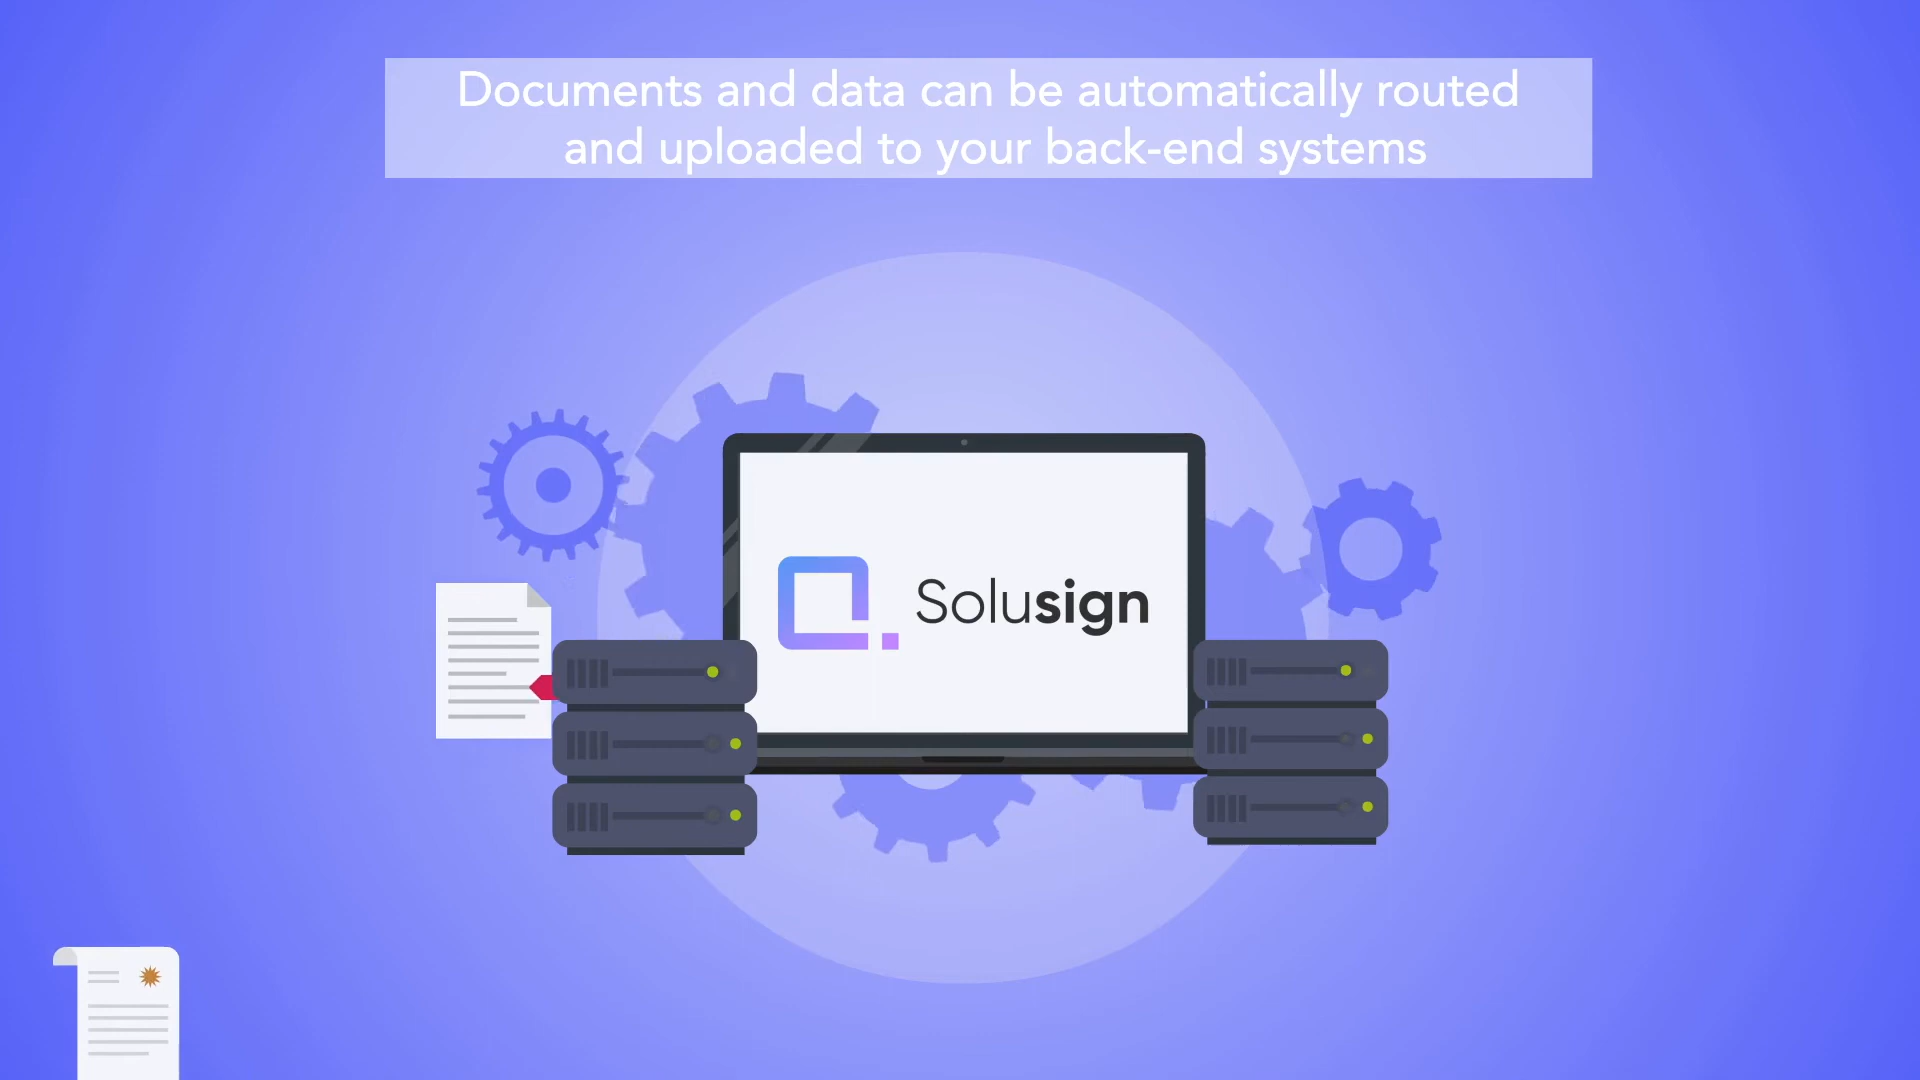 Documents and data can be automatically routed
and uploaded to your back-end systems
Solusign